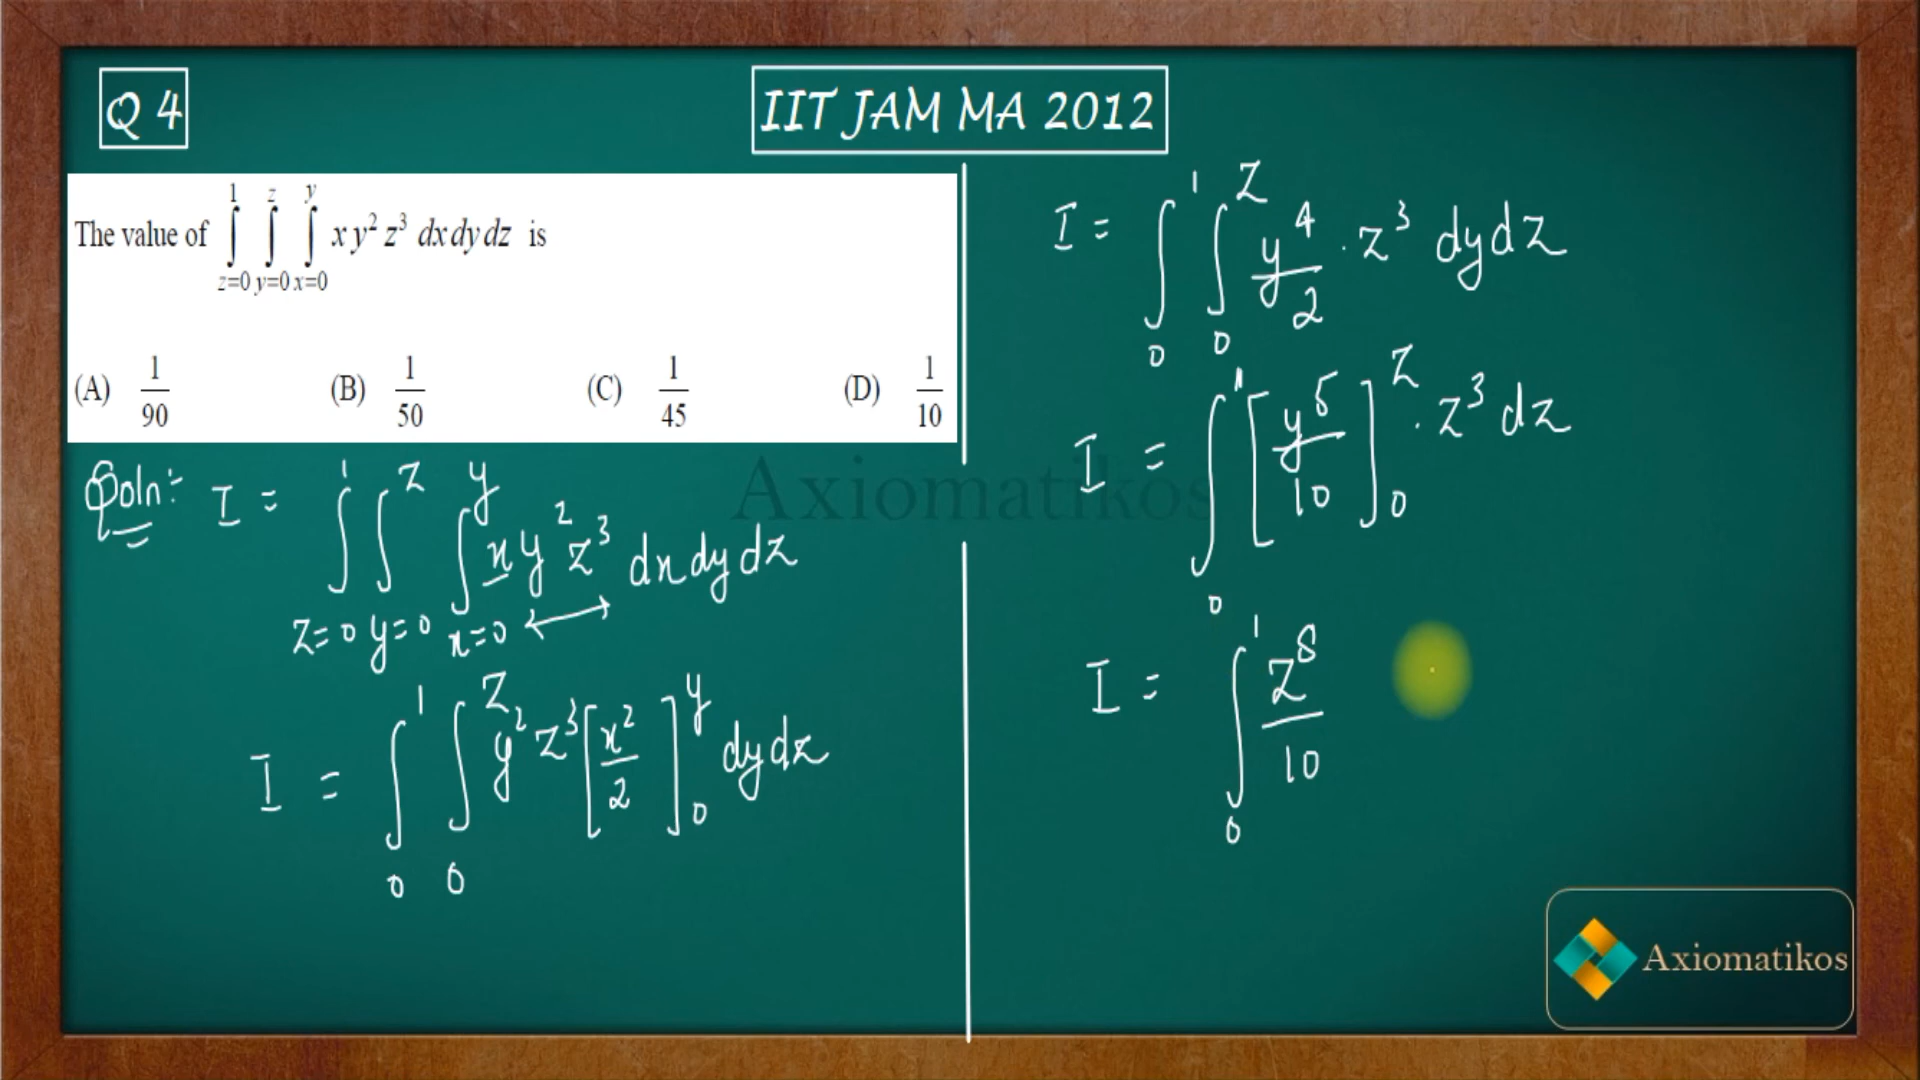 Q 4
IIT JAM MA 2012
The value of ∫_{z=0}^{1} ∫_{y=0}^{z} ∫_{x=0}^{y} x y² z³ dx dy dz is
(A) 1/90 (B) 1/50 (C) 1/45 (D) 1/10
Soln:- I = ∫_{z=0}^{1} ∫_{y=0}^{z} ∫_{x=0}^{y} x y² z³ dx dy dz
I = ∫_0^1 ∫_0^z y² z³ [x²/2]_0^y dy dz
I = ∫_0^1 ∫_0^z y⁴/2 · z³ dy dz
I = ∫_0^1 [y⁵/10]_0^z · z³ dz
I = ∫_0^1 z⁸/10
Axiomatikos
Axiomatikos